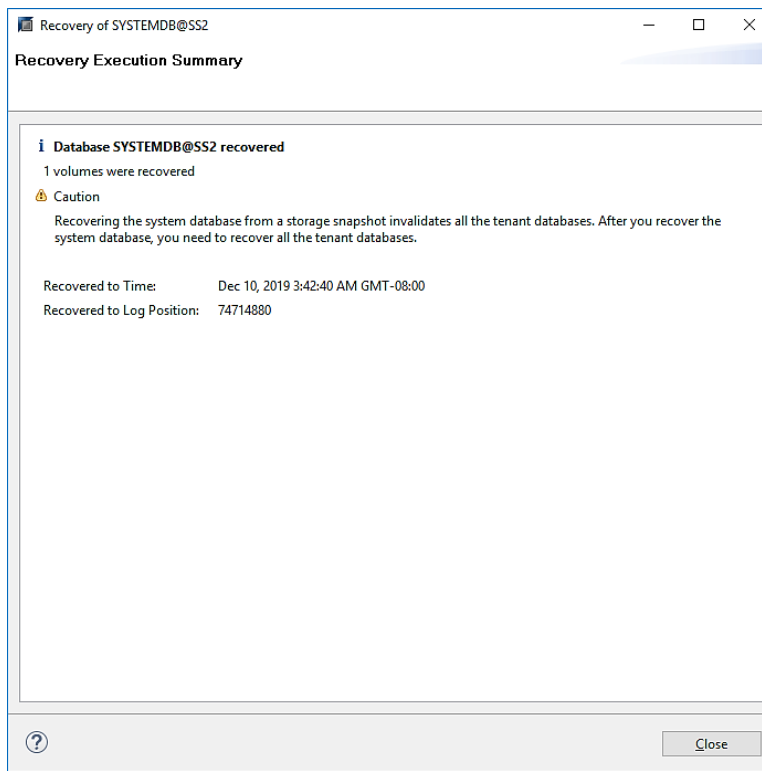 Recovery of SYSTEMDB@SS2
Recovery Execution Summary
Database SYSTEMDB@SS2 recovered
1 volumes were recovered
Caution
Recovering the system database from a storage snapshot invalidates all the tenant databases. After you recover the
system database, you need to recover all the tenant databases.
Recovered to Time: Dec 10, 2019 3:42:40 AM GMT-08:00
Recovered to Log Position: 74714880
Close